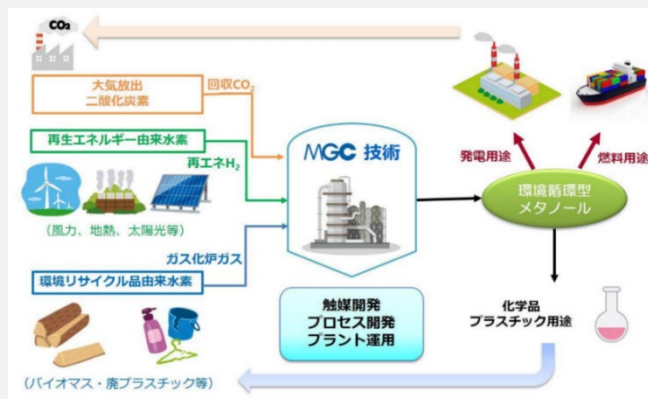 CO₂
大気放出
二酸化炭素
回収CO₂
再生エネルギー由来水素
再エネH₂
(風力、地熱、太陽光等)
ガス化炉ガス
環境リサイクル品由来水素
(バイオマス・廃プラスチック等)
MGC 技術
触媒開発
プロセス開発
プラント運用
発電用途
燃料用途
環境循環型
メタノール
化学品
プラスチック用途